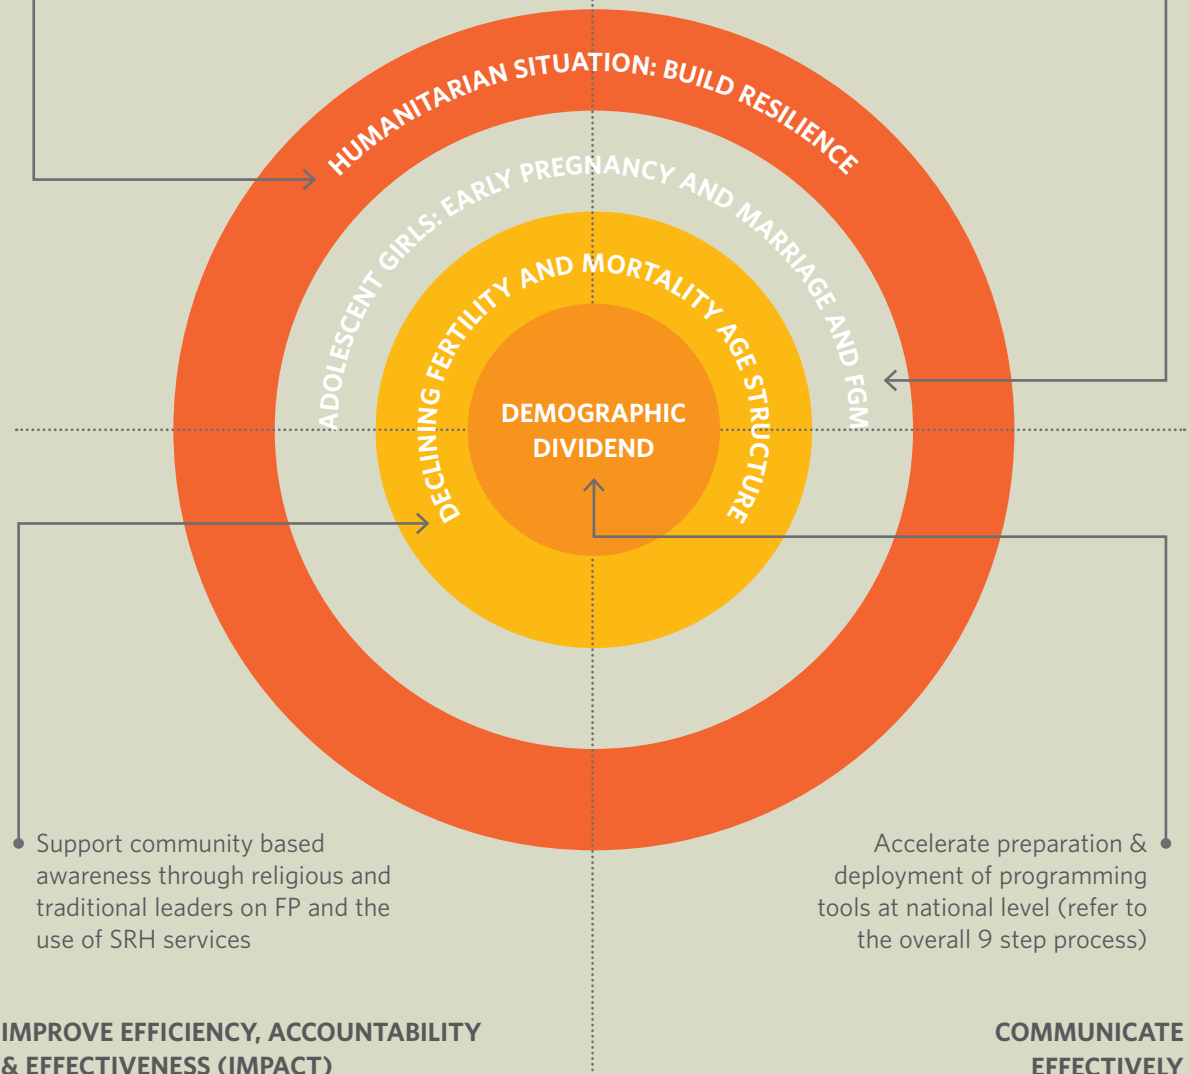 HUMANITARIAN SITUATION: BUILD RESILIENCE
ADOLESCENT GIRLS: EARLY PREGNANCY AND MARRIAGE AND FGM
DECLINING FERTILITY AND MORTALITY AGE STRUCTURE
DEMOGRAPHIC
DIVIDEND
Support community based
awareness through religious and
traditional leaders on FP and the
use of SRH services
Accelerate preparation &
deployment of programming
tools at national level (refer to
the overall 9 step process)
IMPROVE EFFICIENCY, ACCOUNTABILITY
& EFFECTIVENESS (IMPACT)
COMMUNICATE
EFFECTIVELY